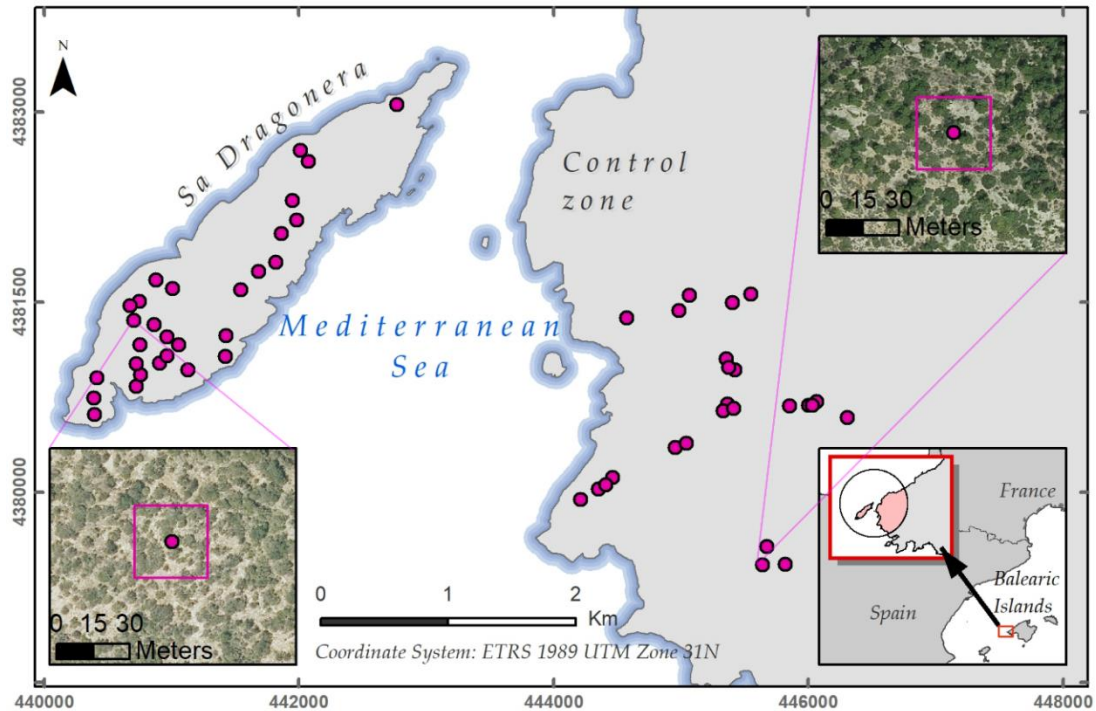 N
Sa Dragonera
Control
zone
Mediterranean
Sea
0 15 30
Meters
0 15 30
Meters
0 1 2
Km
Coordinate System: ETRS 1989 UTM Zone 31N
France
Balearic
Islands
Spain
4383000
4381500
4380000
440000 442000 444000 446000 448000